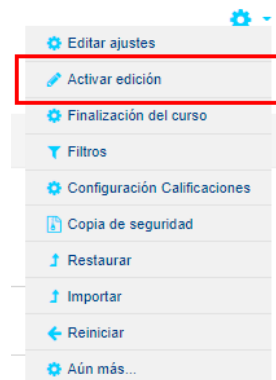 Editar ajustes
Activar edición
Finalización del curso
Filtros
Configuración Calificaciones
Copia de seguridad
Restaurar
Importar
Reiniciar
Aún más...